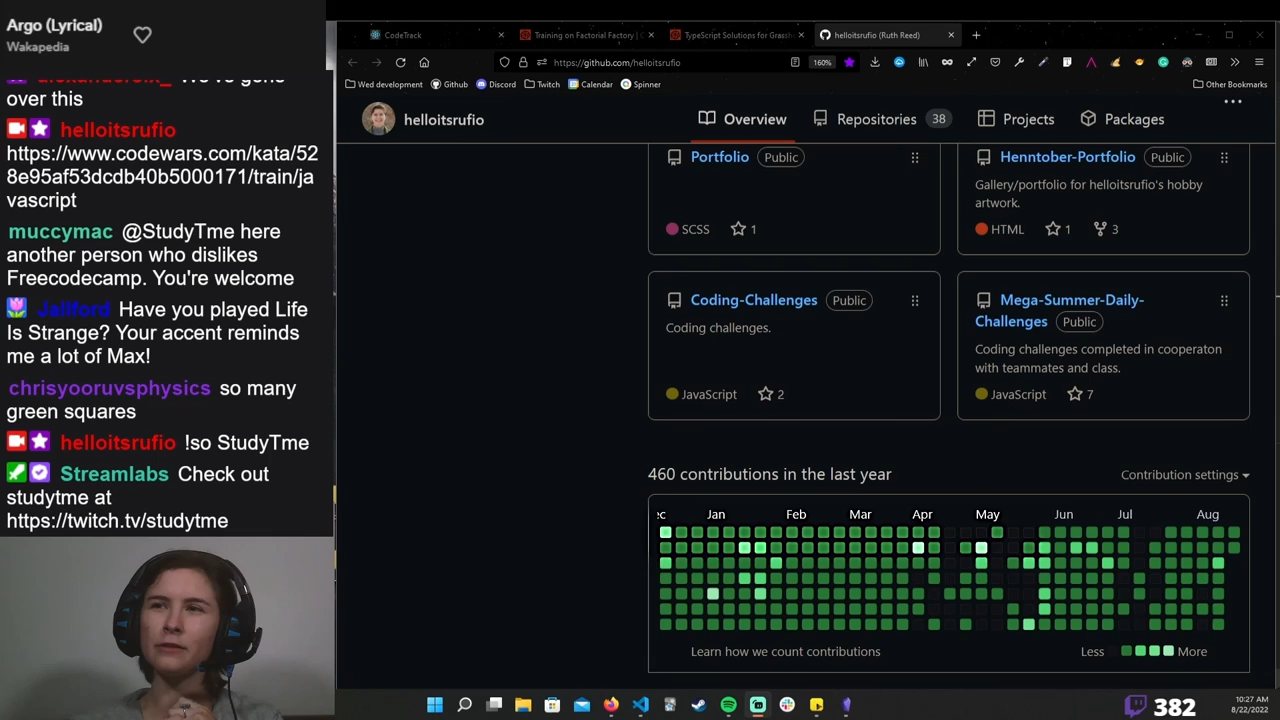 Argo (Lyrical)
Wakapedia
over this
helloitsrufio
https://www.codewars.com/kata/52
8e95af53dcdb40b5000171/train/ja
vascript
muccymac @StudyTme here
another person who dislikes
Freecodecamp. You're welcome
Jallford Have you played Life
Is Strange? Your accent reminds
me a lot of Max!
chrisyooruvsphysics so many
green squares
helloitsrufio !so StudyTme
Streamlabs Check out
studytme at
https://twitch.tv/studytme
CodeTrack
Training on Factorial Factory | C
TypeScript Solutions for Grassh
helloitsrufio (Ruth Reed)
https://github.com/helloitsrufio
160%
Wed development
Github
Discord
Twitch
Calendar
Spinner
Other Bookmarks
helloitsrufio
Overview
Repositories 38
Projects
Packages
Portfolio Public
SCSS 1
Henntober-Portfolio Public
Gallery/portfolio for helloitsrufio's hobby
artwork.
HTML 1 3
Coding-Challenges Public
Coding challenges.
JavaScript 2
Mega-Summer-Daily-
Challenges Public
Coding challenges completed in cooperaton
with teammates and class.
JavaScript 7
460 contributions in the last year
Contribution settings
Jan Feb Mar Apr May Jun Jul Aug
Learn how we count contributions
Less More
382
10:27 AM
8/22/2022